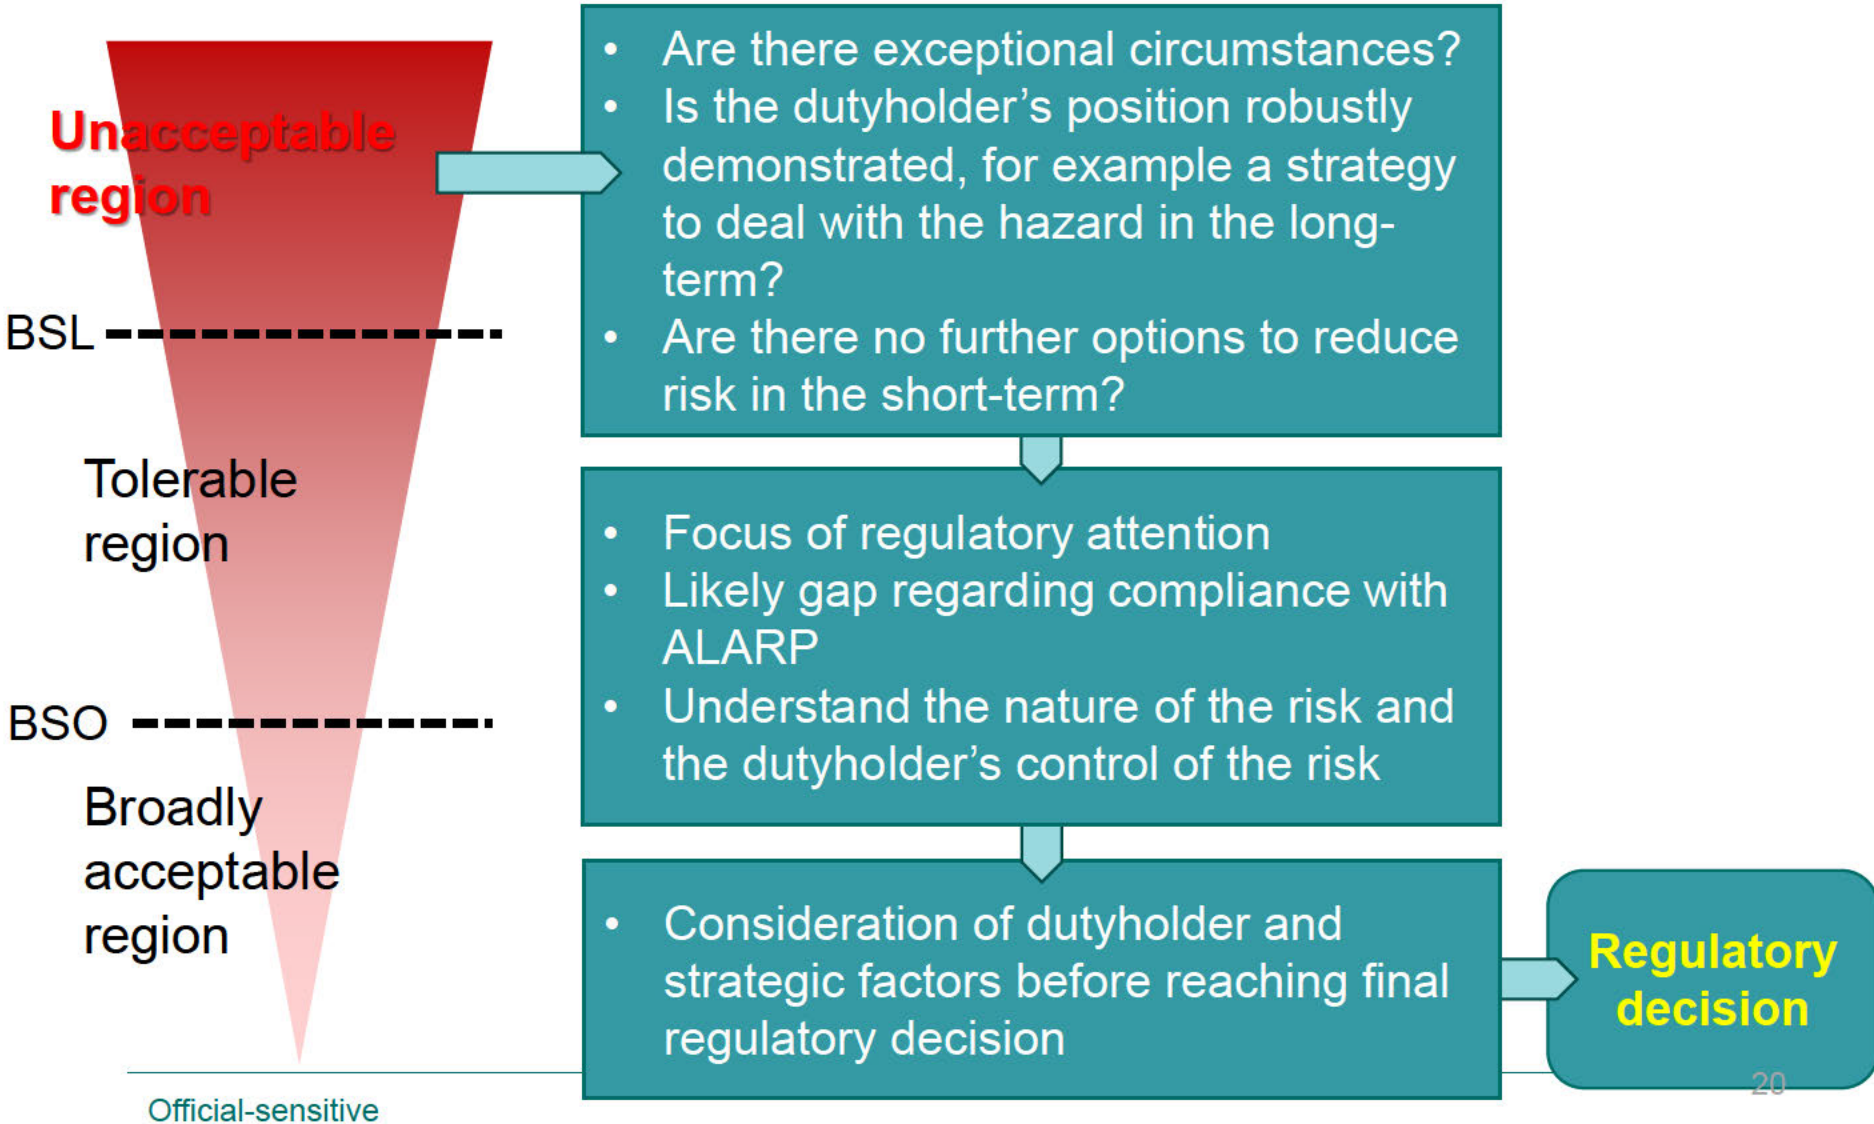 Unacceptable
region
BSL
Tolerable
region
BSO
Broadly
acceptable
region
• Are there exceptional circumstances?
• Is the dutyholder’s position robustly
demonstrated, for example a strategy
to deal with the hazard in the long-
term?
• Are there no further options to reduce
risk in the short-term?
• Focus of regulatory attention
• Likely gap regarding compliance with
ALARP
• Understand the nature of the risk and
the dutyholder’s control of the risk
• Consideration of dutyholder and
strategic factors before reaching final
regulatory decision
Regulatory
decision
Official-sensitive
20